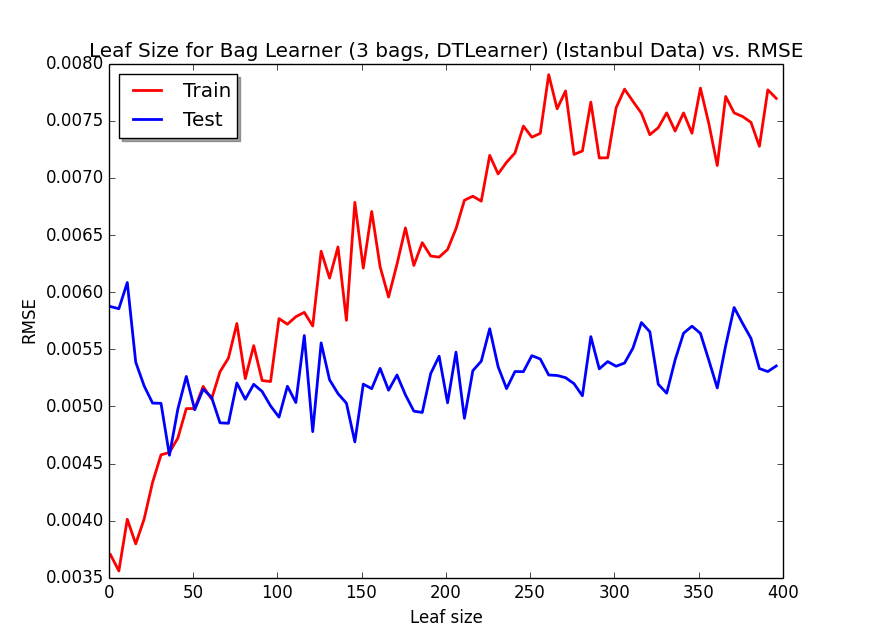 Leaf Size for Bag Learner (3 bags, DTLearner) (Istanbul Data) vs. RMSE
0.0080
Train
Test
0.0075
0.0070
0.0065
0.0060
0.0055
0.0050
0.0045
0.0040
0.0035
RMSE
0 50 100 150 200 250 300 350 400
Leaf size